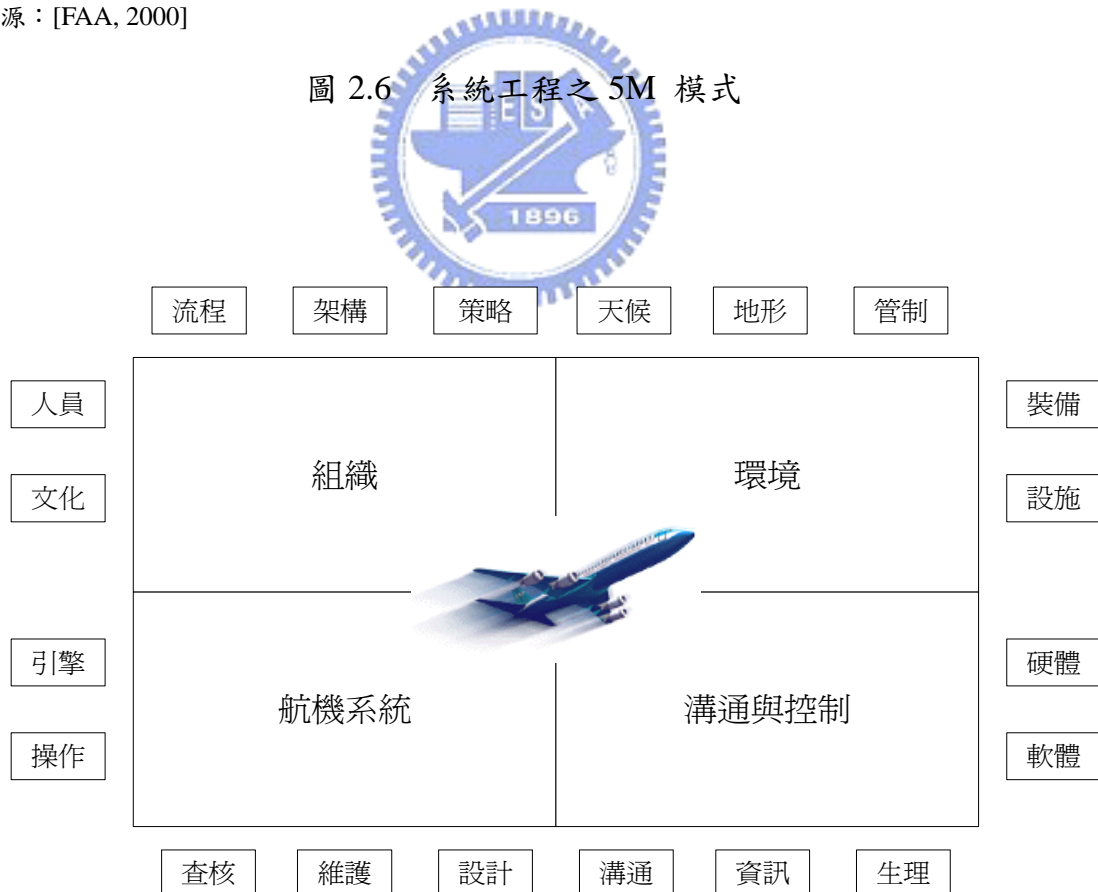 源：[FAA, 2000]
圖 2.6 系統工程之 5M 模式
ES
1896
流程 架構 策略 天候 地形 管制
人員 裝備
組織 環境
文化 設施
引擎 硬體
航機系統 溝通與控制
操作 軟體
查核 維護 設計 溝通 資訊 生理